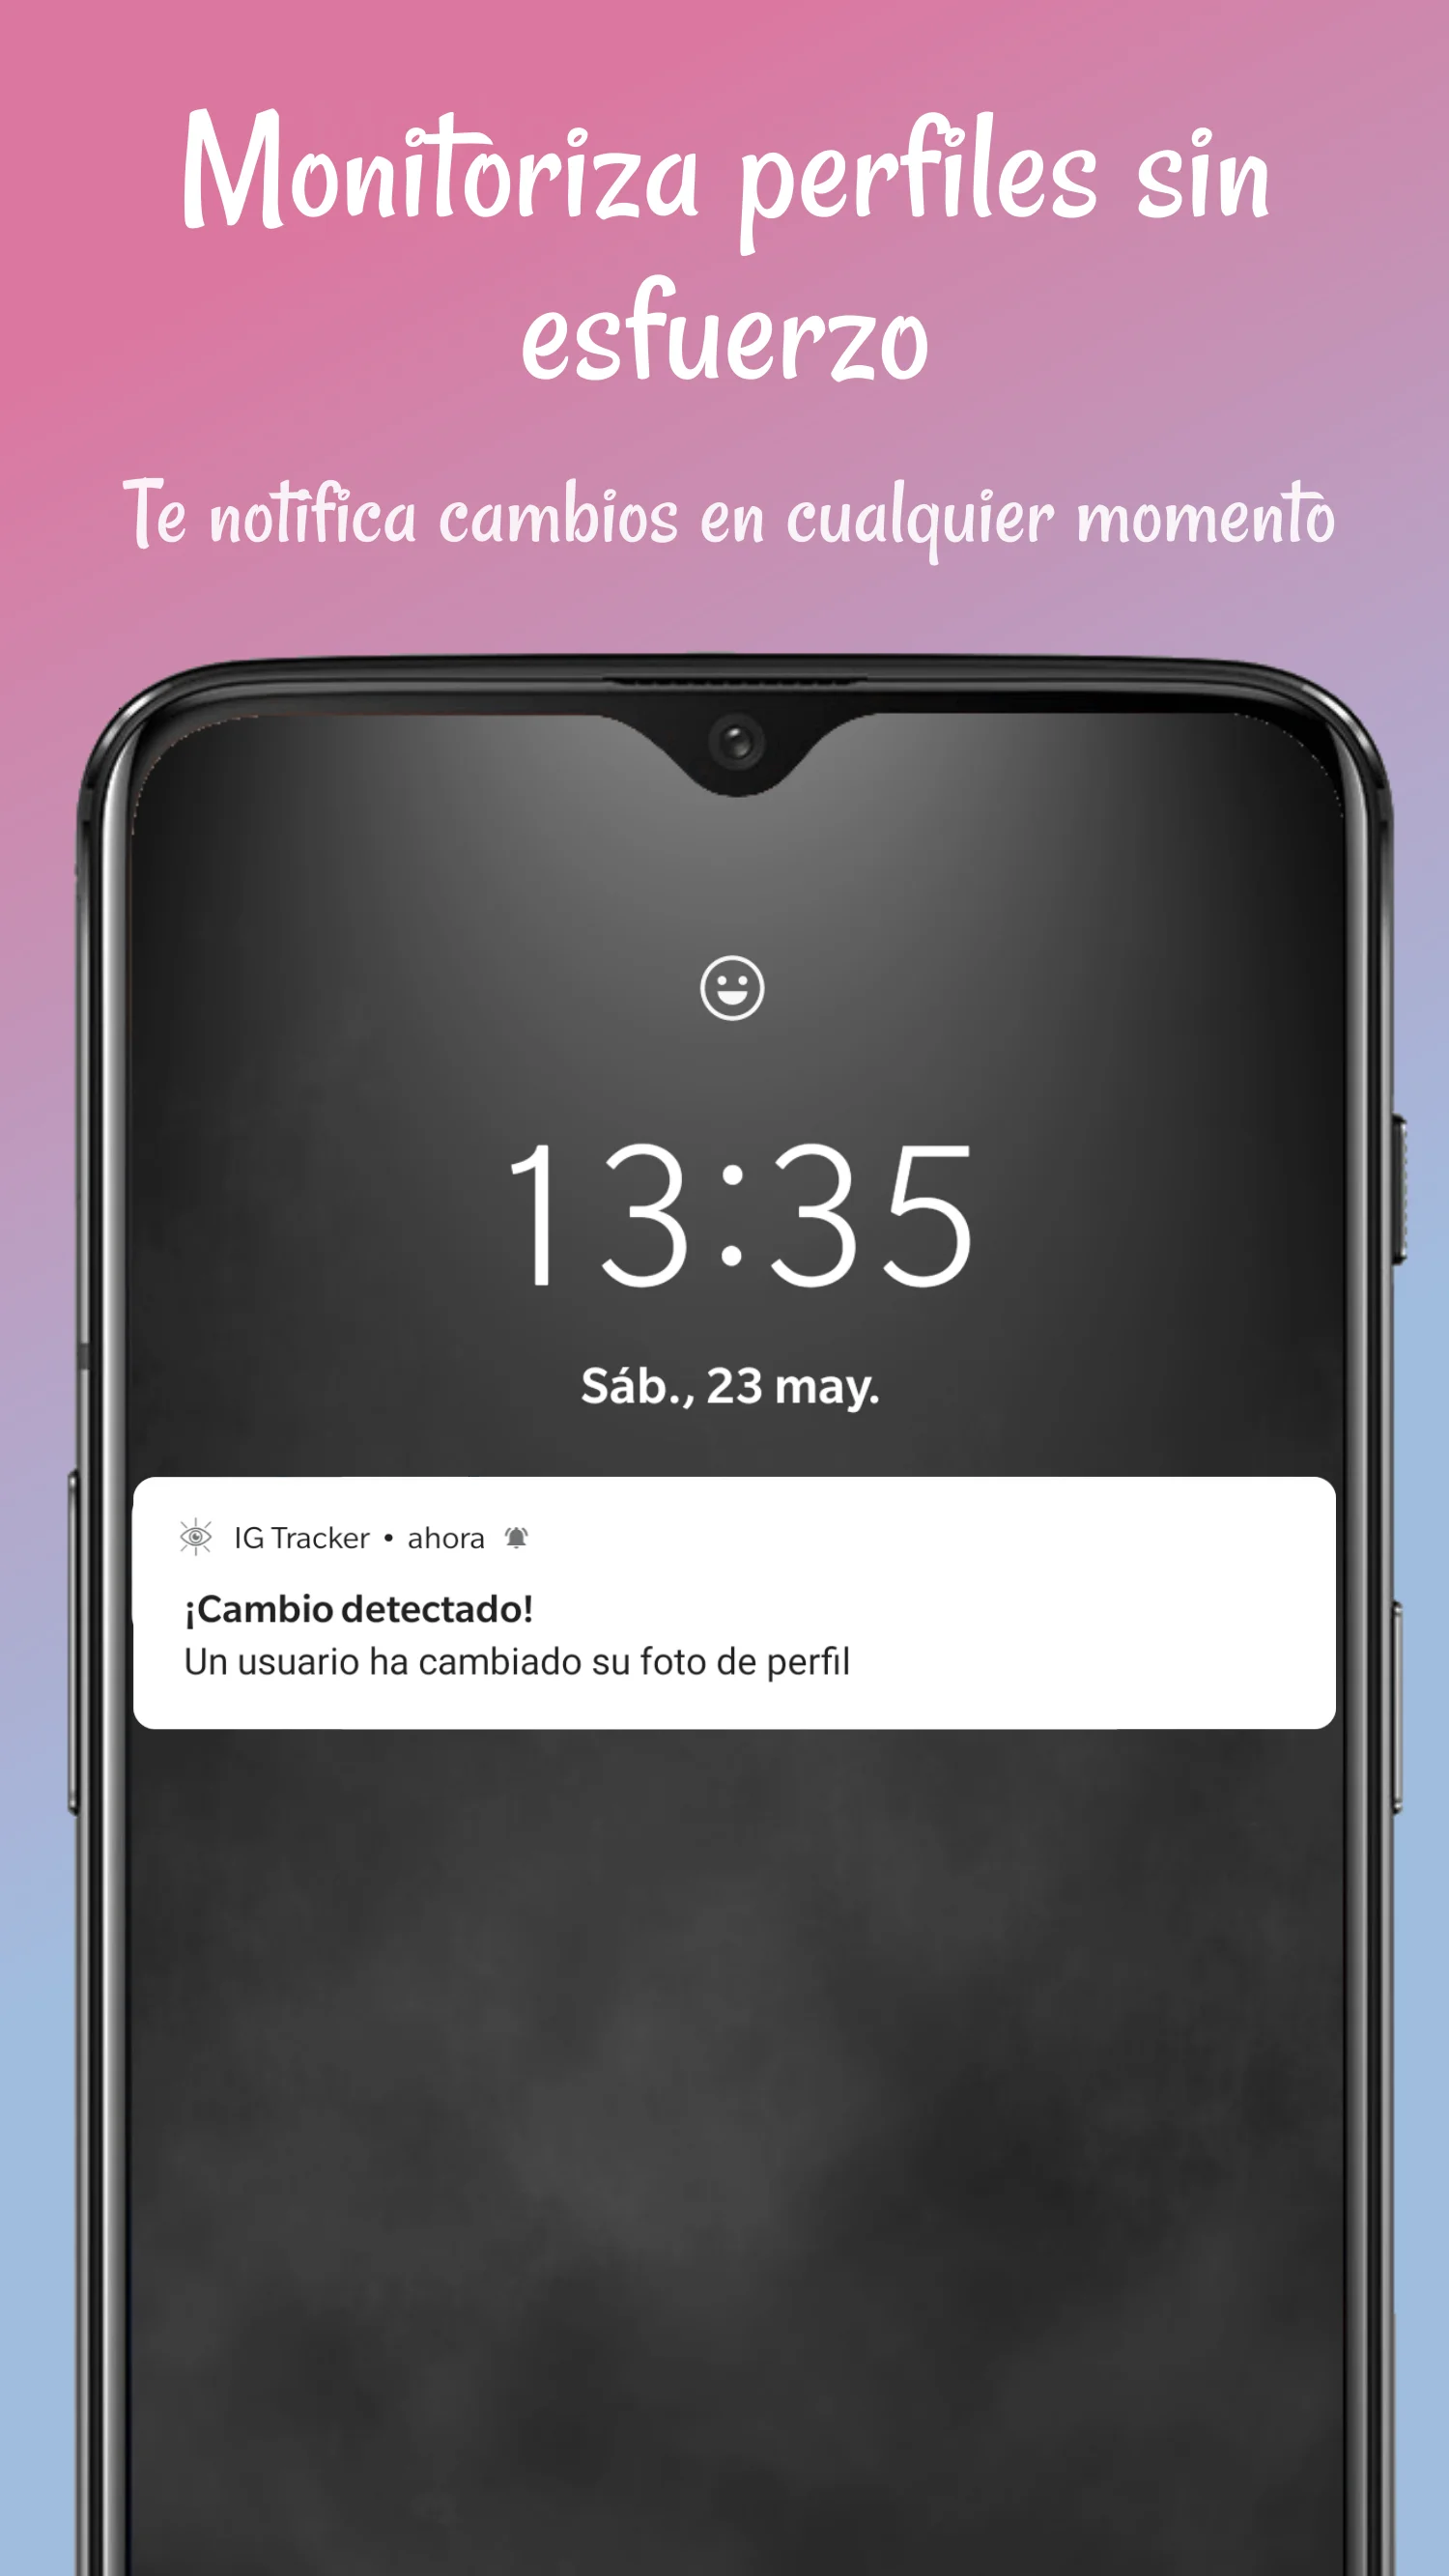 Monitoriza perfiles sin
esfuerzo
Te notifica cambios en cualquier momento
13:35
Sáb., 23 may.
IG Tracker • ahora
¡Cambio detectado!
Un usuario ha cambiado su foto de perfil